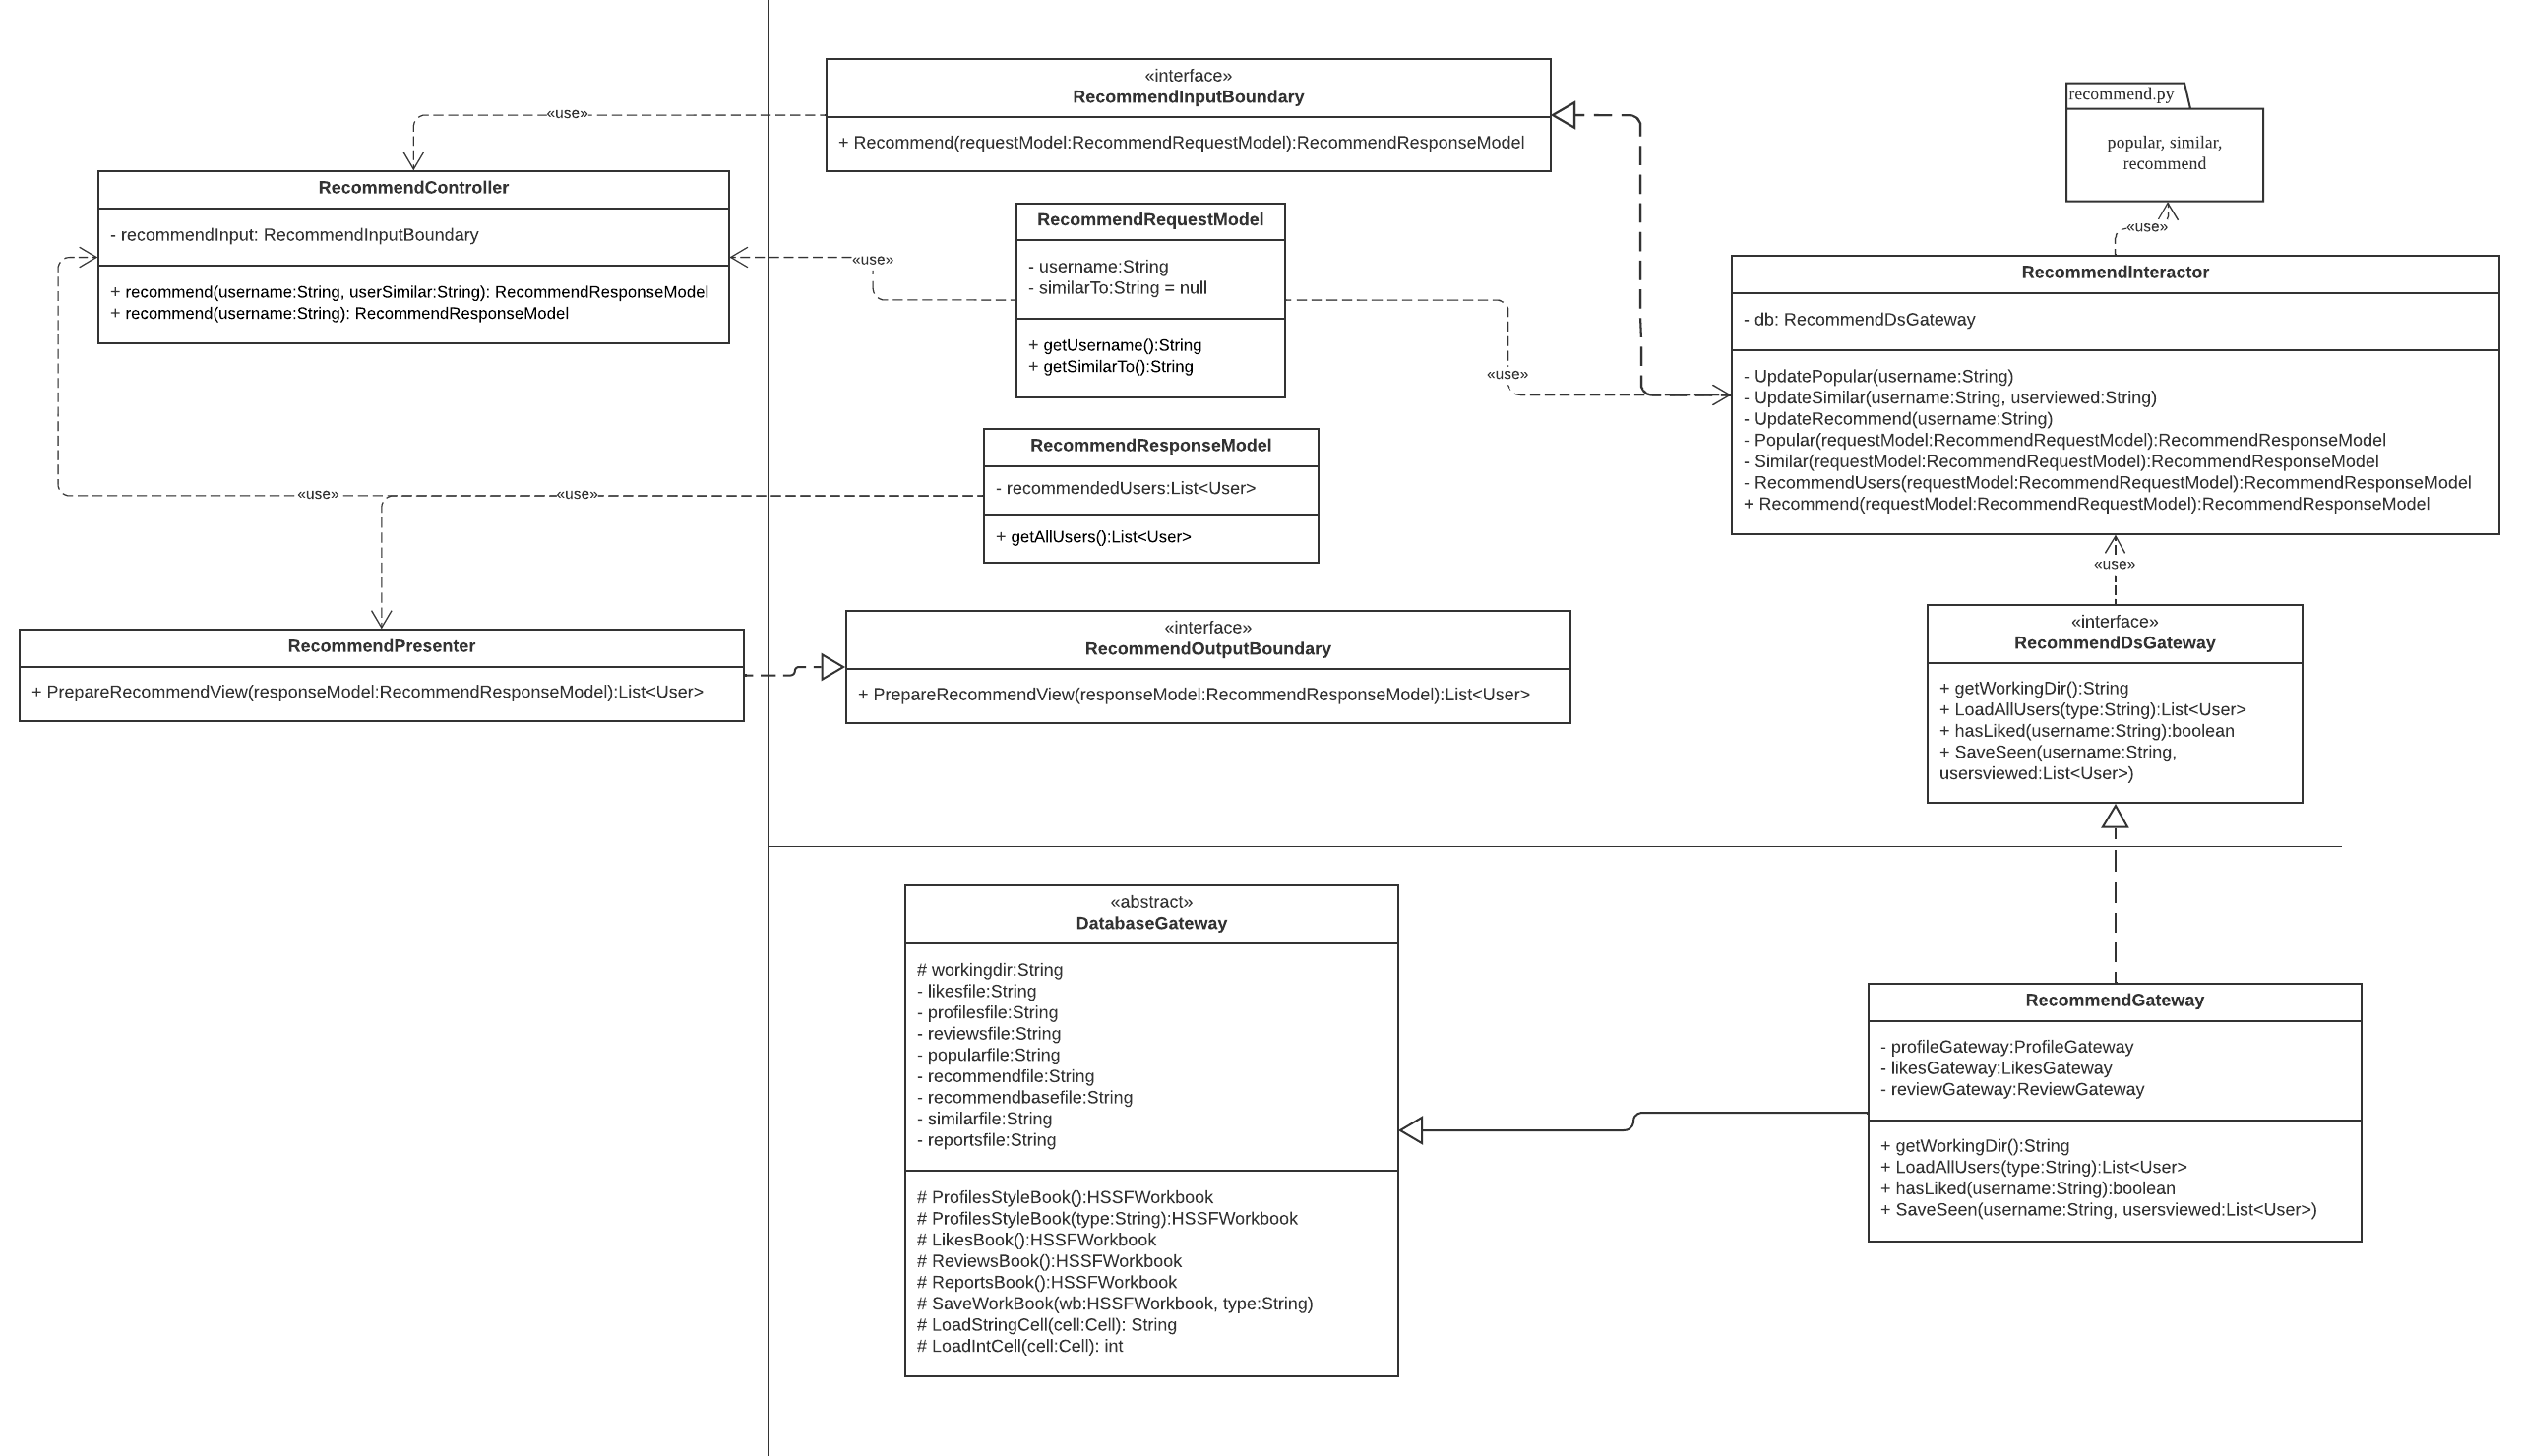 «interface»
RecommendInputBoundary
+ Recommend(requestModel:RecommendRequestModel):RecommendResponseModel
«use»
recommend.py
popular, similar,
recommend
«use»
RecommendController
- recommendInput: RecommendInputBoundary
+ recommend(username:String, userSimilar:String): RecommendResponseModel
+ recommend(username:String): RecommendResponseModel
«use»
RecommendRequestModel
- username:String
- similarTo:String = null
+ getUsername():String
+ getSimilarTo():String
«use»
RecommendInteractor
- db: RecommendDsGateway
- UpdatePopular(username:String)
- UpdateSimilar(username:String, userviewed:String)
- UpdateRecommend(username:String)
- Popular(requestModel:RecommendRequestModel):RecommendResponseModel
- Similar(requestModel:RecommendRequestModel):RecommendResponseModel
- RecommendUsers(requestModel:RecommendRequestModel):RecommendResponseModel
+ Recommend(requestModel:RecommendRequestModel):RecommendResponseModel
RecommendResponseModel
- recommendedUsers:List<User>
+ getAllUsers():List<User>
«use»
«use»
«use»
RecommendPresenter
+ PrepareRecommendView(responseModel:RecommendResponseModel):List<User>
«interface»
RecommendOutputBoundary
+ PrepareRecommendView(responseModel:RecommendResponseModel):List<User>
«interface»
RecommendDsGateway
+ getWorkingDir():String
+ LoadAllUsers(type:String):List<User>
+ hasLiked(username:String):boolean
+ SaveSeen(username:String,
usersviewed:List<User>)
«abstract»
DatabaseGateway
# workingdir:String
- likesfile:String
- profilesfile:String
- reviewsfile:String
- popularfile:String
- recommendfile:String
- recommendbasefile:String
- similarfile:String
- reportsfile:String
# ProfilesStyleBook():HSSFWorkbook
# ProfilesStyleBook(type:String):HSSFWorkbook
# LikesBook():HSSFWorkbook
# ReviewsBook():HSSFWorkbook
# ReportsBook():HSSFWorkbook
# SaveWorkBook(wb:HSSFWorkbook, type:String)
# LoadStringCell(cell:Cell): String
# LoadIntCell(cell:Cell): int
RecommendGateway
- profileGateway:ProfileGateway
- likesGateway:LikesGateway
- reviewGateway:ReviewGateway
+ getWorkingDir():String
+ LoadAllUsers(type:String):List<User>
+ hasLiked(username:String):boolean
+ SaveSeen(username:String, usersviewed:List<User>)